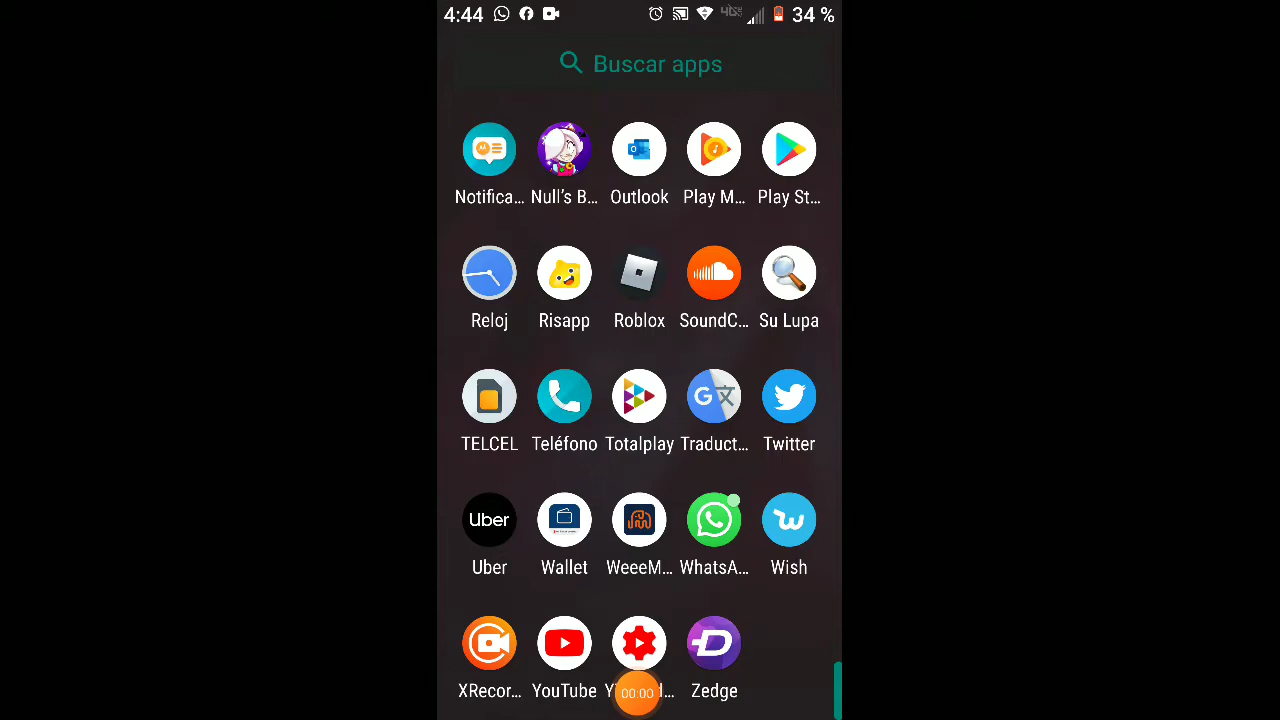 4:44 34 %
Buscar apps
Notifica... Null's B... Outlook Play M... Play St...
Reloj Risapp Roblox SoundC... Su Lupa
TELCEL Teléfono Totalplay Traduct... Twitter
Uber
Uber Wallet WeeeM... WhatsA... Wish
XRecor... YouTube Zedge
00:00